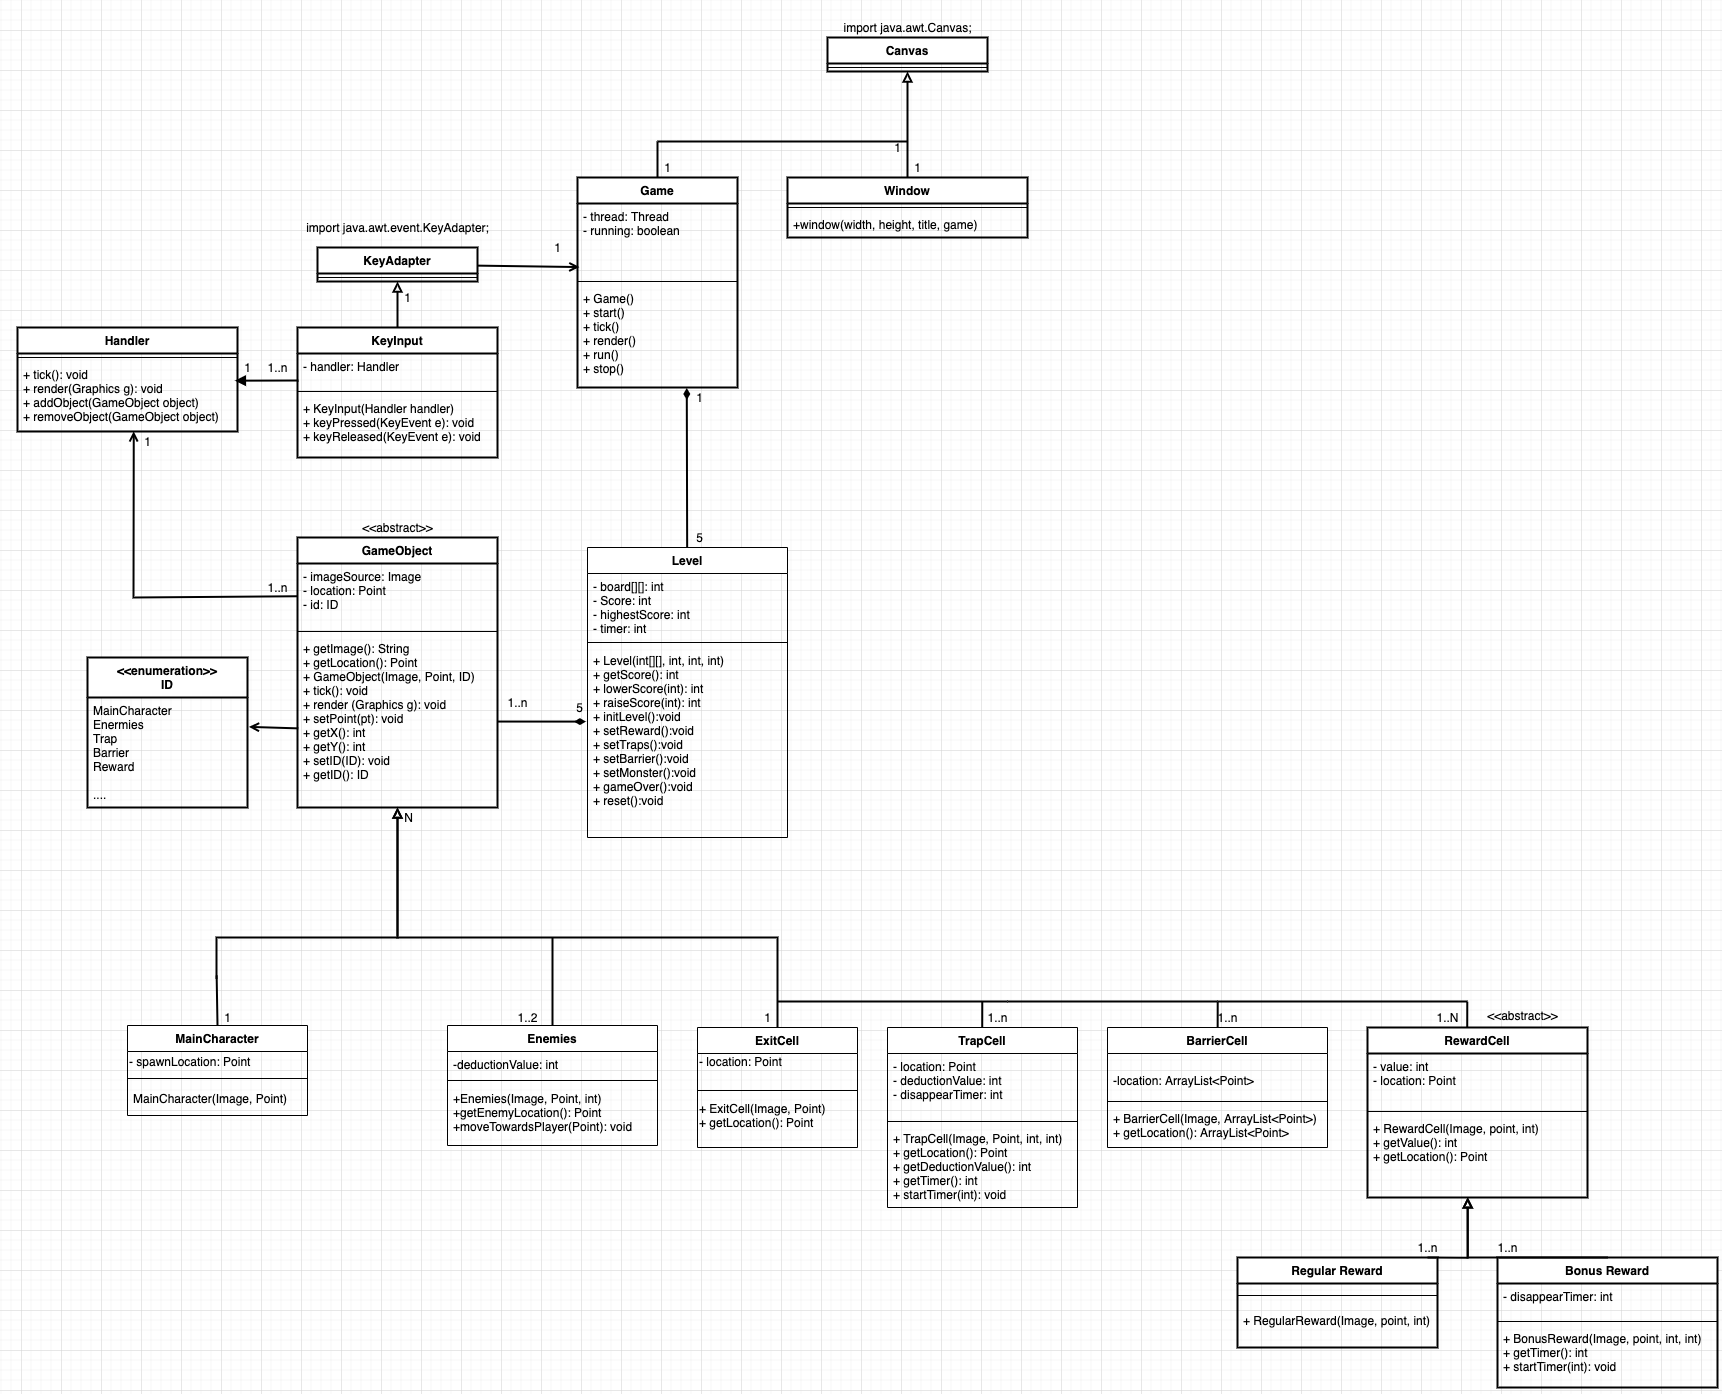 import java.awt.Canvas;
Canvas
1
1
1
Game
- thread: Thread
- running: boolean
+ Game()
+ start()
+ tick()
+ render()
+ run()
+ stop()
Window
+window(width, height, title, game)
import java.awt.event.KeyAdapter;
KeyAdapter
1
1
Handler
+ tick(): void
+ render(Graphics g): void
+ addObject(GameObject object)
+ removeObject(GameObject object)
1
1..n
KeyInput
- handler: Handler
+ KeyInput(Handler handler)
+ keyPressed(KeyEvent e): void
+ keyReleased(KeyEvent e): void
1
1
5
<<abstract>>
GameObject
- imageSource: Image
- location: Point
- id: ID
+ getImage(): String
+ getLocation(): Point
+ GameObject(Image, Point, ID)
+ tick(): void
+ render (Graphics g): void
+ setPoint(pt): void
+ getX(): int
+ getY(): int
+ setID(ID): void
+ getID(): ID
1..n
<<enumeration>>
ID
MainCharacter
Enermies
Trap
Barrier
Reward
....
1..n
5
Level
- board[][]: int
- Score: int
- highestScore: int
- timer: int
+ Level(int[][], int, int, int)
+ getScore(): int
+ lowerScore(int): int
+ raiseScore(int): int
+ initLevel():void
+ setReward():void
+ setTraps():void
+ setBarrier():void
+ setMonster():void
+ gameOver():void
+ reset():void
N
1
MainCharacter
- spawnLocation: Point
MainCharacter(Image, Point)
1..2
Enemies
-deductionValue: int
+Enemies(Image, Point, int)
+getEnemyLocation(): Point
+moveTowardsPlayer(Point): void
1
ExitCell
- location: Point
+ ExitCell(Image, Point)
+ getLocation(): Point
1..n
TrapCell
- location: Point
- deductionValue: int
- disappearTimer: int
+ TrapCell(Image, Point, int, int)
+ getLocation(): Point
+ getDeductionValue(): int
+ getTimer(): int
+ startTimer(int): void
1..n
BarrierCell
-location: ArrayList<Point>
+ BarrierCell(Image, ArrayList<Point>)
+ getLocation(): ArrayList<Point>
1..N
<<abstract>>
RewardCell
- value: int
- location: Point
+ RewardCell(Image, point, int)
+ getValue(): int
+ getLocation(): Point
1..n
1..n
Regular Reward
+ RegularReward(Image, point, int)
Bonus Reward
- disappearTimer: int
+ BonusReward(Image, point, int, int)
+ getTimer(): int
+ startTimer(int): void